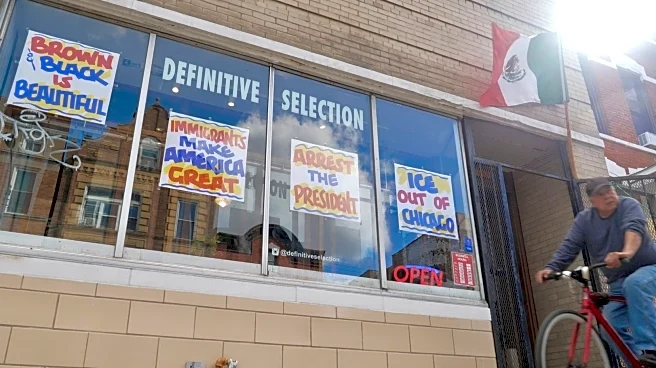 BROWN
& BLACK
IS
BEAUTIFUL
DEFINITIVE SELECTION
IMMIGRANTS
MAKE
AMERICA
GREAT
ARREST
THE
PRESIDENT
ICE
OUT OF
CHICAGO
@definitiveselection
OPEN